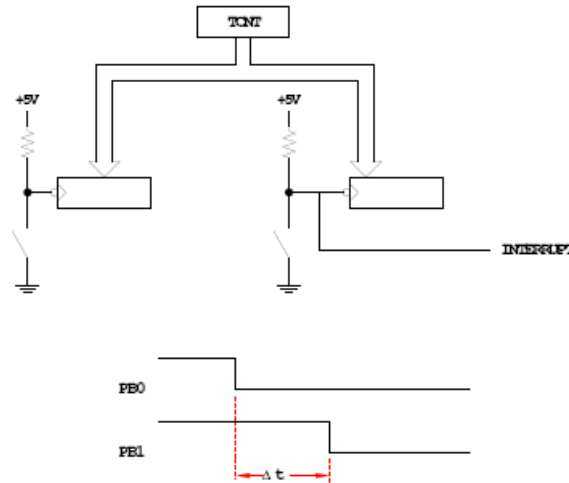 TCNT
+5V
+5V
INTERRUPT
PB0
PB1
Δt